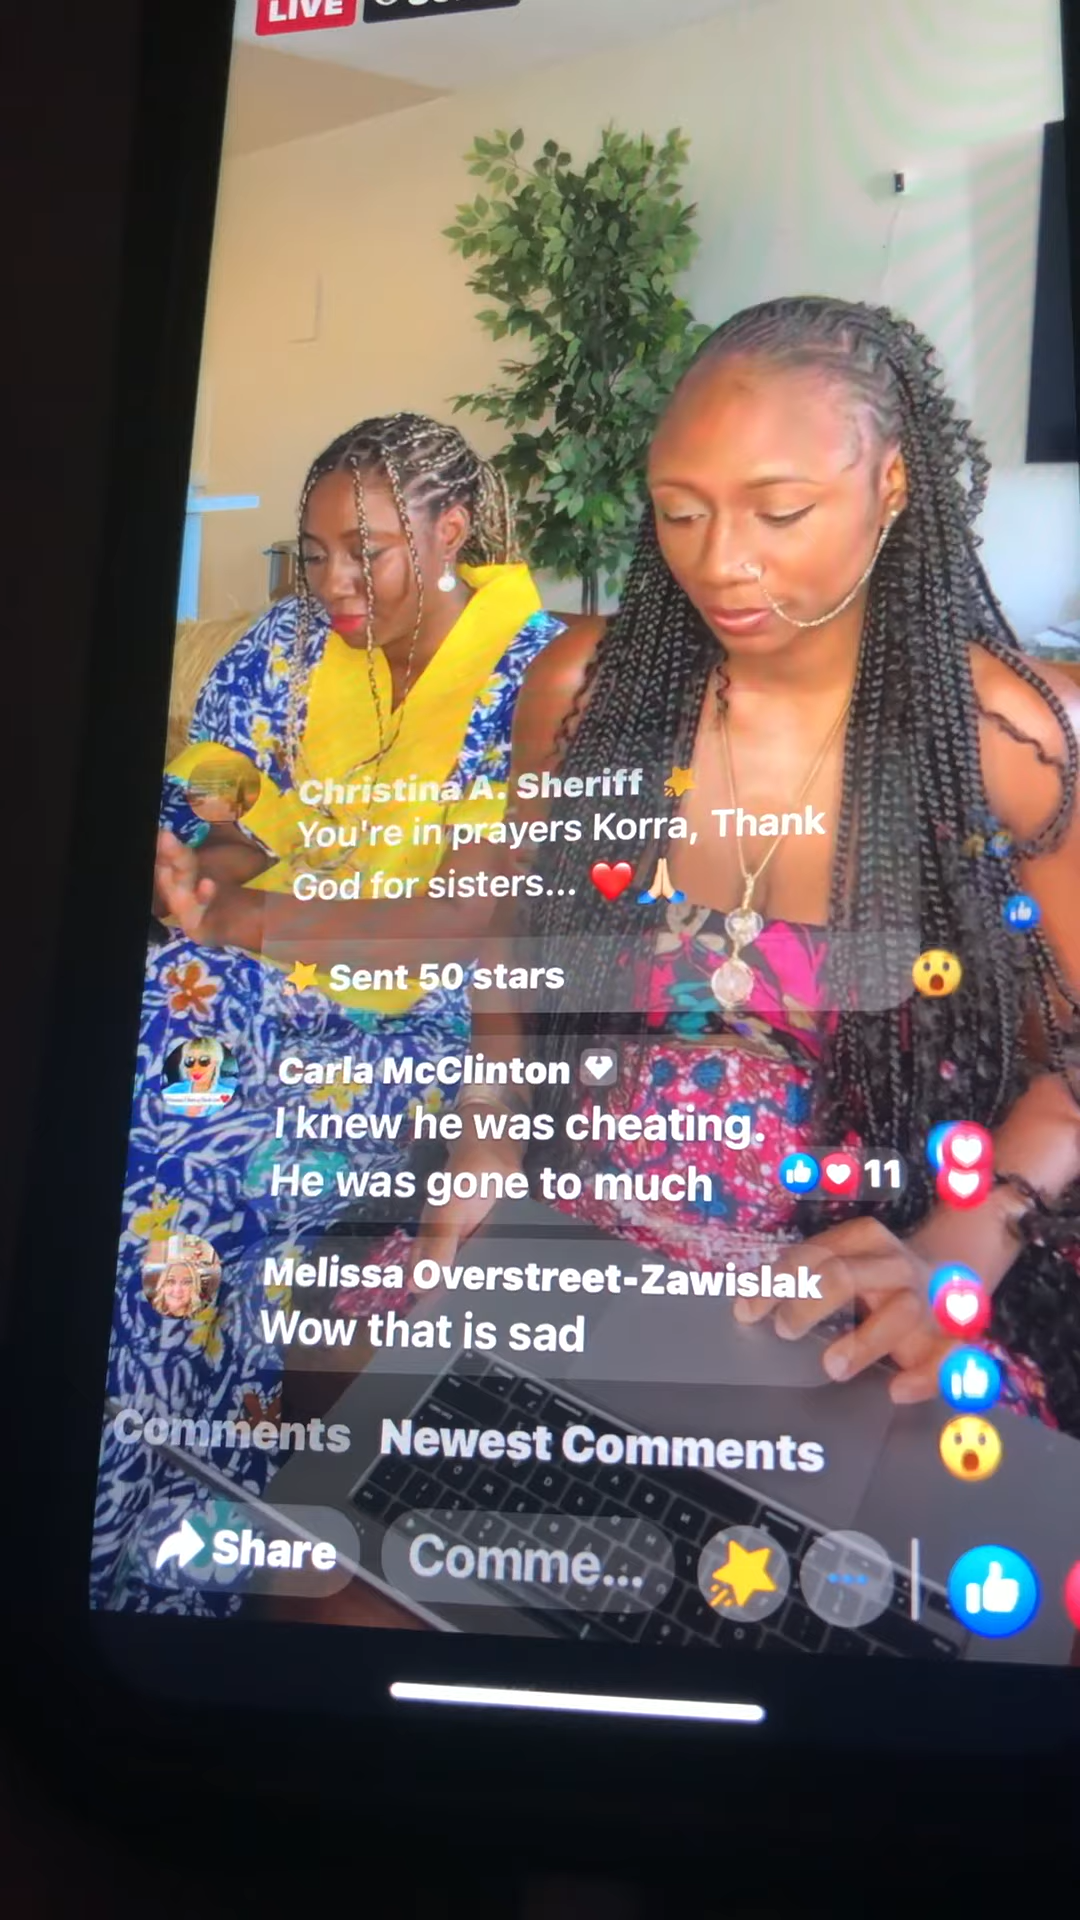 LIVE
Christina A. Sheriff
You're in prayers Korra, Thank
God for sisters... ❤️🙏🏻
Sent 50 stars
Carla McClinton
I knew he was cheating.
He was gone to much
11
Melissa Overstreet-Zawislak
Wow that is sad
Comments Newest Comments
Share Comme...